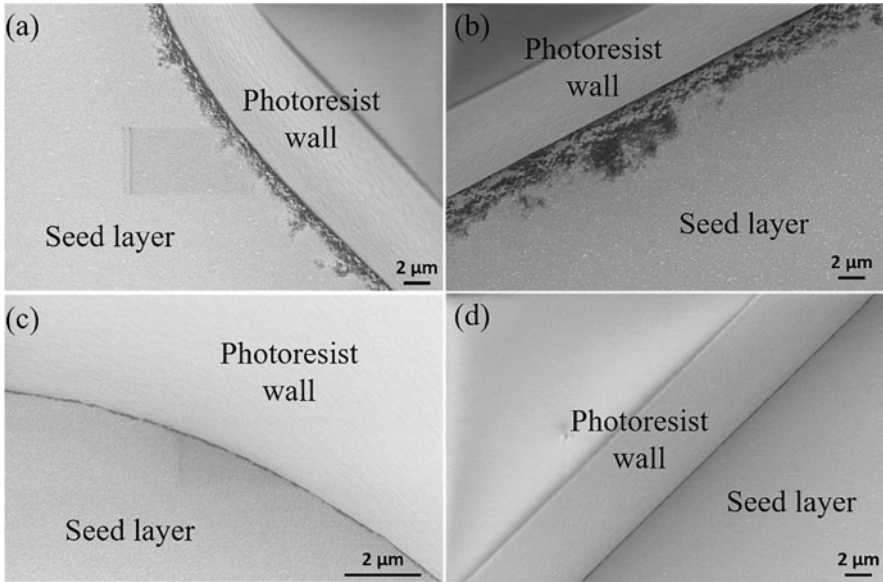 (a)
Photoresist
wall
Seed layer
2 µm
(b)
Photoresist
wall
Seed layer
2 µm
(c)
Photoresist
wall
Seed layer
2 µm
(d)
Photoresist
wall
Seed layer
2 µm